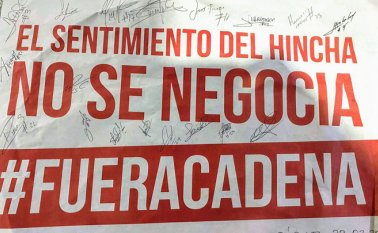 EL SENTIMIENTO DEL HINCHA
NO SE NEGOCIA
#FUERACADENA